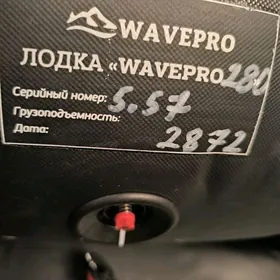 WAVEPRO
ЛОДКА «WAVEPRO 280
Серийный номер: 5.57
Грузоподъемность:
Дата: 2872